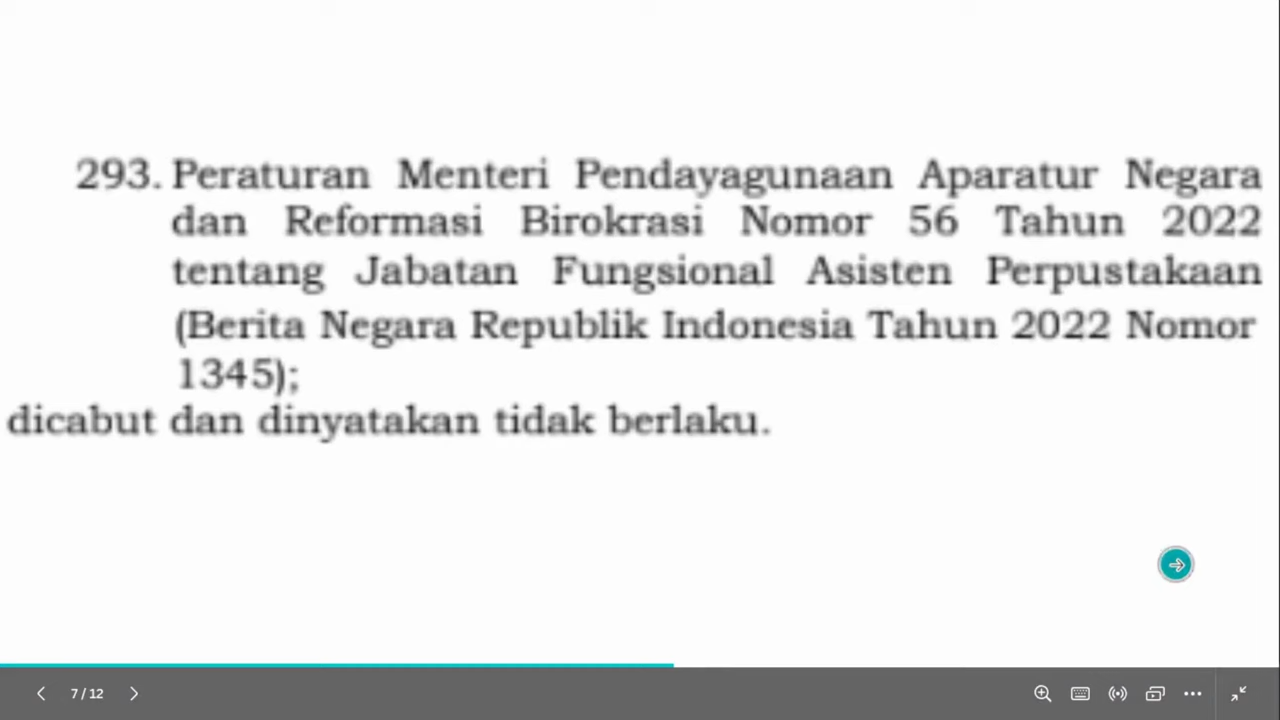 293. Peraturan Menteri Pendayagunaan Aparatur Negara
dan Reformasi Birokrasi Nomor 56 Tahun 2022
tentang Jabatan Fungsional Asisten Perpustakaan
(Berita Negara Republik Indonesia Tahun 2022 Nomor
1345);
dicabut dan dinyatakan tidak berlaku.
7 / 12